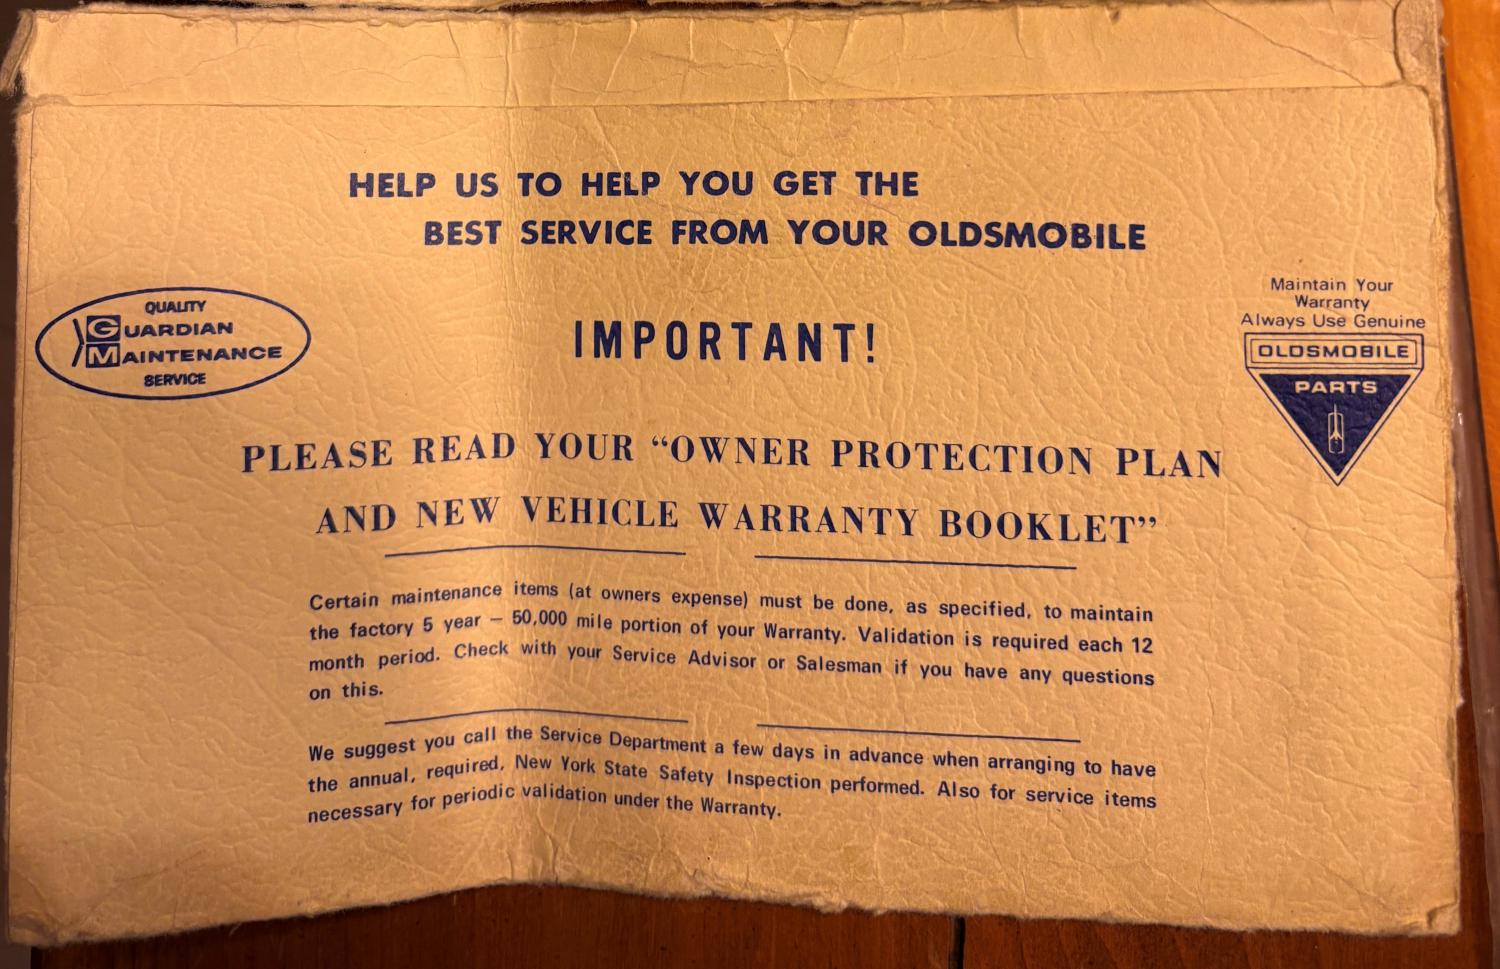 HELP US TO HELP YOU GET THE
BEST SERVICE FROM YOUR OLDSMOBILE
QUALITY
GUARDIAN
MAINTENANCE
SERVICE
IMPORTANT!
Maintain Your
Warranty
Always Use Genuine
OLDSMOBILE
PARTS
PLEASE READ YOUR “OWNER PROTECTION PLAN
AND NEW VEHICLE WARRANTY BOOKLET”
Certain maintenance items (at owners expense) must be done, as specified, to maintain
the factory 5 year – 50,000 mile portion of your Warranty. Validation is required each 12
month period. Check with your Service Advisor or Salesman if you have any questions
on this.
We suggest you call the Service Department a few days in advance when arranging to have
the annual, required, New York State Safety Inspection performed. Also for service items
necessary for periodic validation under the Warranty.